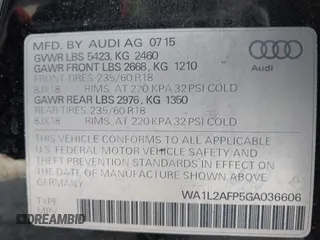 MFD. BY AUDI AG 07/15
GVWR LBS 5423, KG 2460
GAWR FRONT LBS 2668, KG 1210
FRONT TIRES 235/60 R18
8JX18 RIMS, AT 220 KPA 32 PSI COLD
GAWR REAR LBS 2976, KG 1350
REAR TIRES 235/60 R18
8JX18 RIMS, AT 220 KPA 32 PSI COLD
Audi
THIS VEHICLE CONFORMS TO ALL APPLICABLE
U.S. FEDERAL MOTOR VEHICLE SAFETY AND
THEFT PREVENTION STANDARDS IN EFFECT ON
THE DATE OF MANUFACTURE SHOWN ABOVE
WA1L2AFP5GA036606
TYPE
DREAMBID